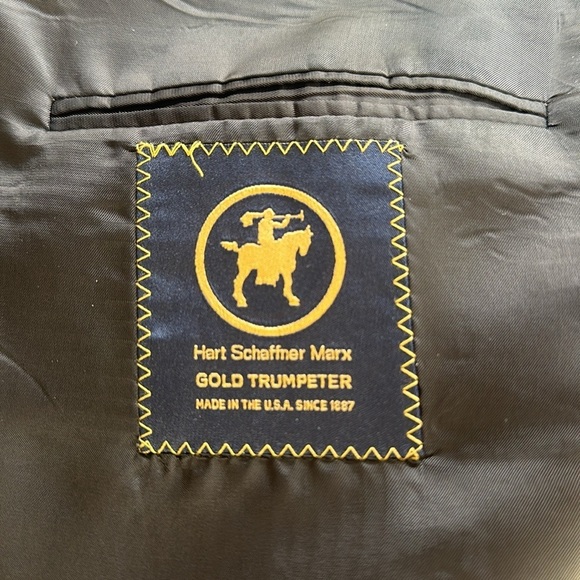 Hart Schaffner Marx
GOLD TRUMPETER
MADE IN THE U.S.A. SINCE 1887